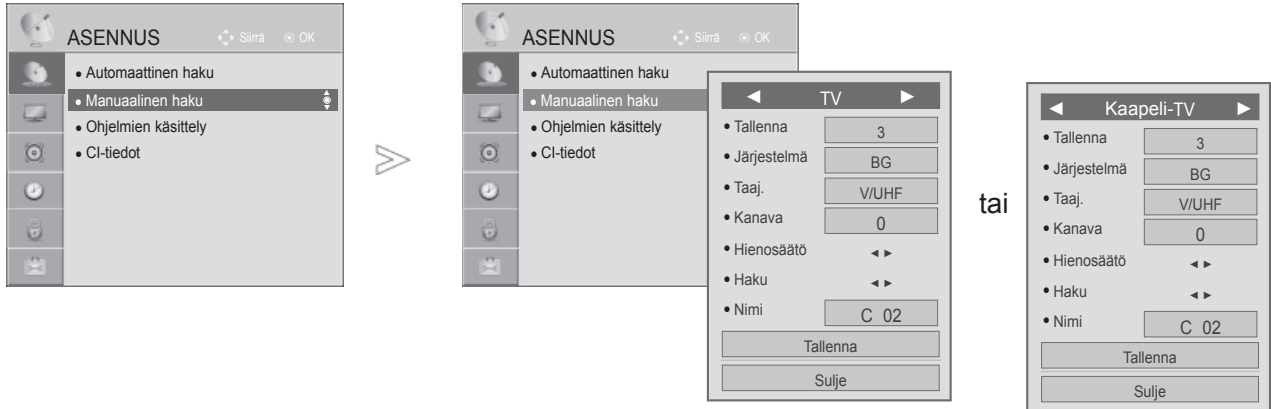 ASENNUS Siirrä OK
• Automaattinen haku
• Manuaalinen haku
• Ohjelmien käsittely
• CI-tiedot
ASENNUS Siirrä OK
• Automaattinen haku
• Manuaalinen haku
• Ohjelmien käsittely
• CI-tiedot
◄ TV ►
• Tallenna 3
• Järjestelmä BG
• Taaj. V/UHF
• Kanava 0
• Hienosäätö ◄ ►
• Haku ◄ ►
• Nimi C 02
Tallenna
Sulje
tai
◄ Kaapeli-TV ►
• Tallenna 3
• Järjestelmä BG
• Taaj. V/UHF
• Kanava 0
• Hienosäätö ◄ ►
• Haku ◄ ►
• Nimi C 02
Tallenna
Sulje